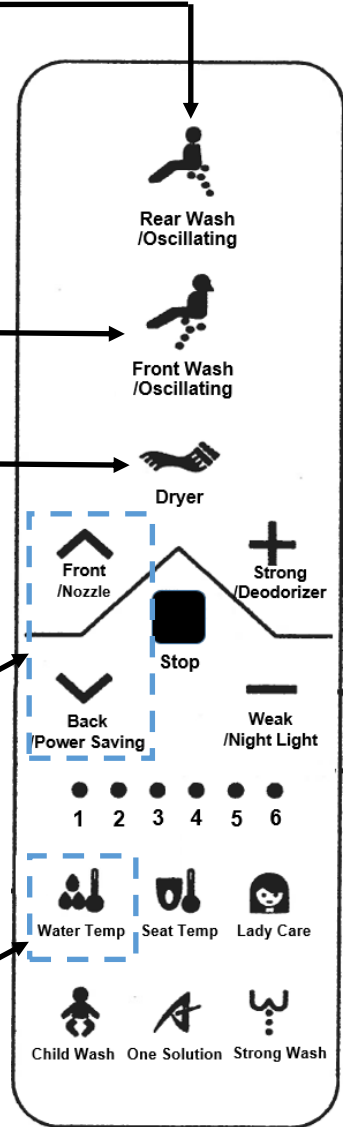 Rear Wash
/Oscillating
Front Wash
/Oscillating
Dryer
Front
/Nozzle
Strong
/Deodorizer
Stop
Back
/Power Saving
Weak
/Night Light
1 2 3 4 5 6
Water Temp Seat Temp Lady Care
Child Wash One Solution Strong Wash